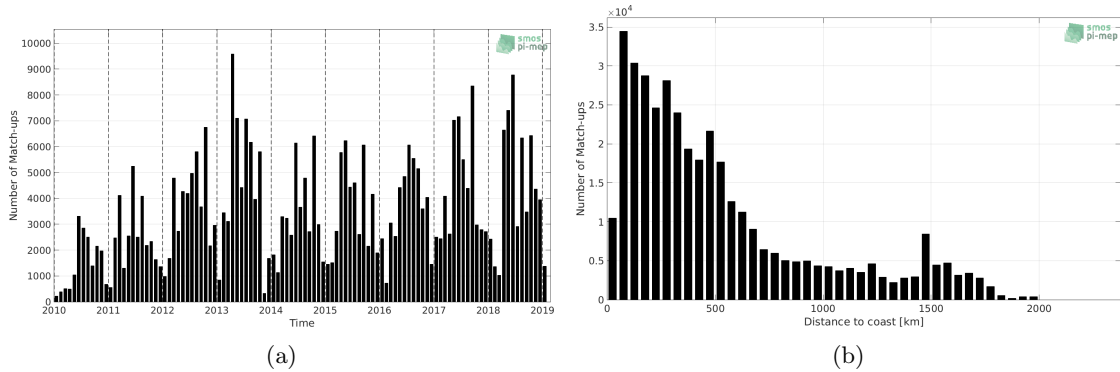 10000
9000
8000
7000
6000
5000
4000
3000
2000
1000
0
Number of Match-ups
2010 2011 2012 2013 2014 2015 2016 2017 2018 2019
Time
smos
pi-mep
(a)
×10⁴
3.5
3
2.5
2
1.5
1
0.5
0
Number of Match-ups
0 500 1000 1500 2000
Distance to coast [km]
smos
pi-mep
(b)